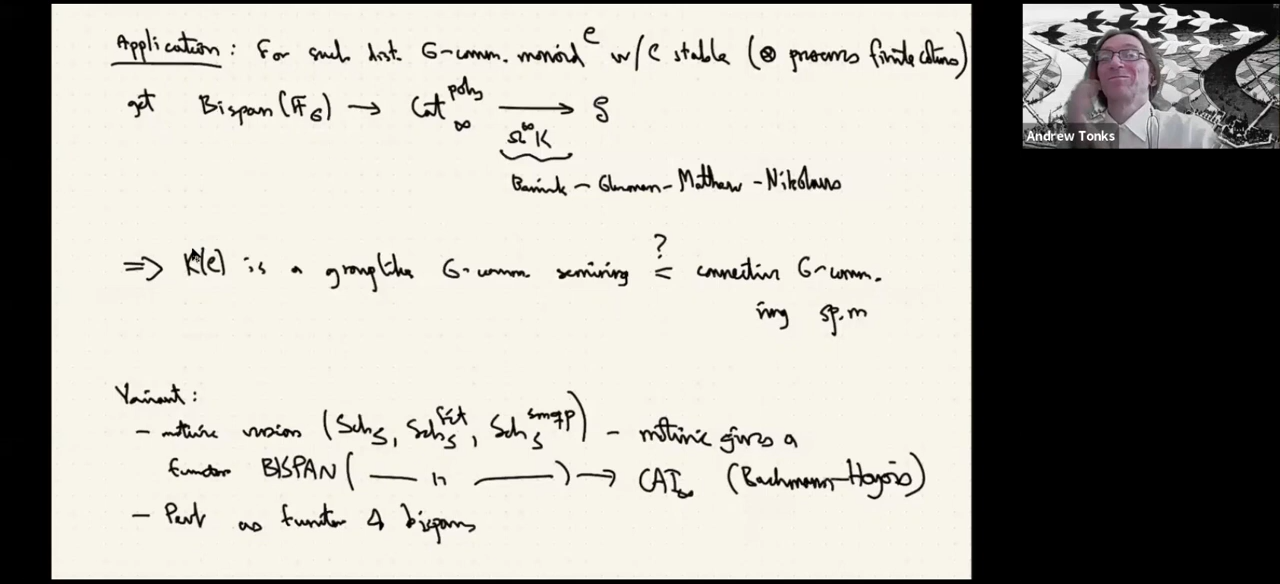 Application: For such dist. G-comm. monoid C w/ C stable (⊗ preserves finite colims)
get Bispan(F_G) → Cat_∞^poly → S
Ω^∞K
Barwick - Glasman - Mathew - Nikolaus
⇒ K(C) is a grouplike G-comm. semiring ?= connective G-comm.
ring sp.m
Variant:
- motivic version (Sch_S, Sch_S^fét, Sch_S^smqp) - motivic gives a
functor BISPAN( — " — ) → CAT_∞ (Bachmann-Hoyois)
- Perf as functor of bispans
Andrew Tonks